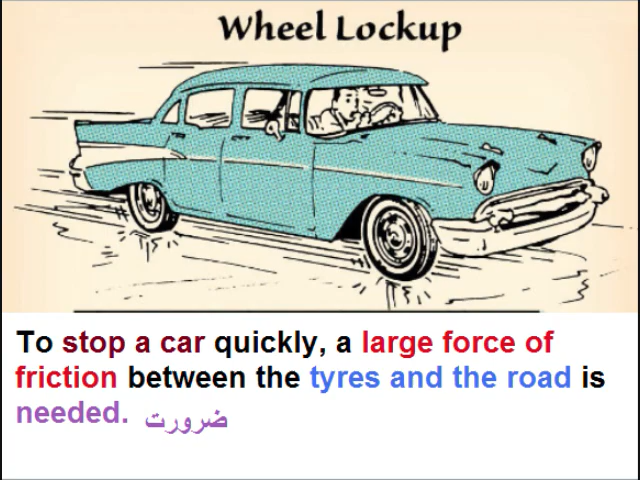 Wheel Lockup
To stop a car quickly, a large force of
friction between the tyres and the road is
needed. ضرورت